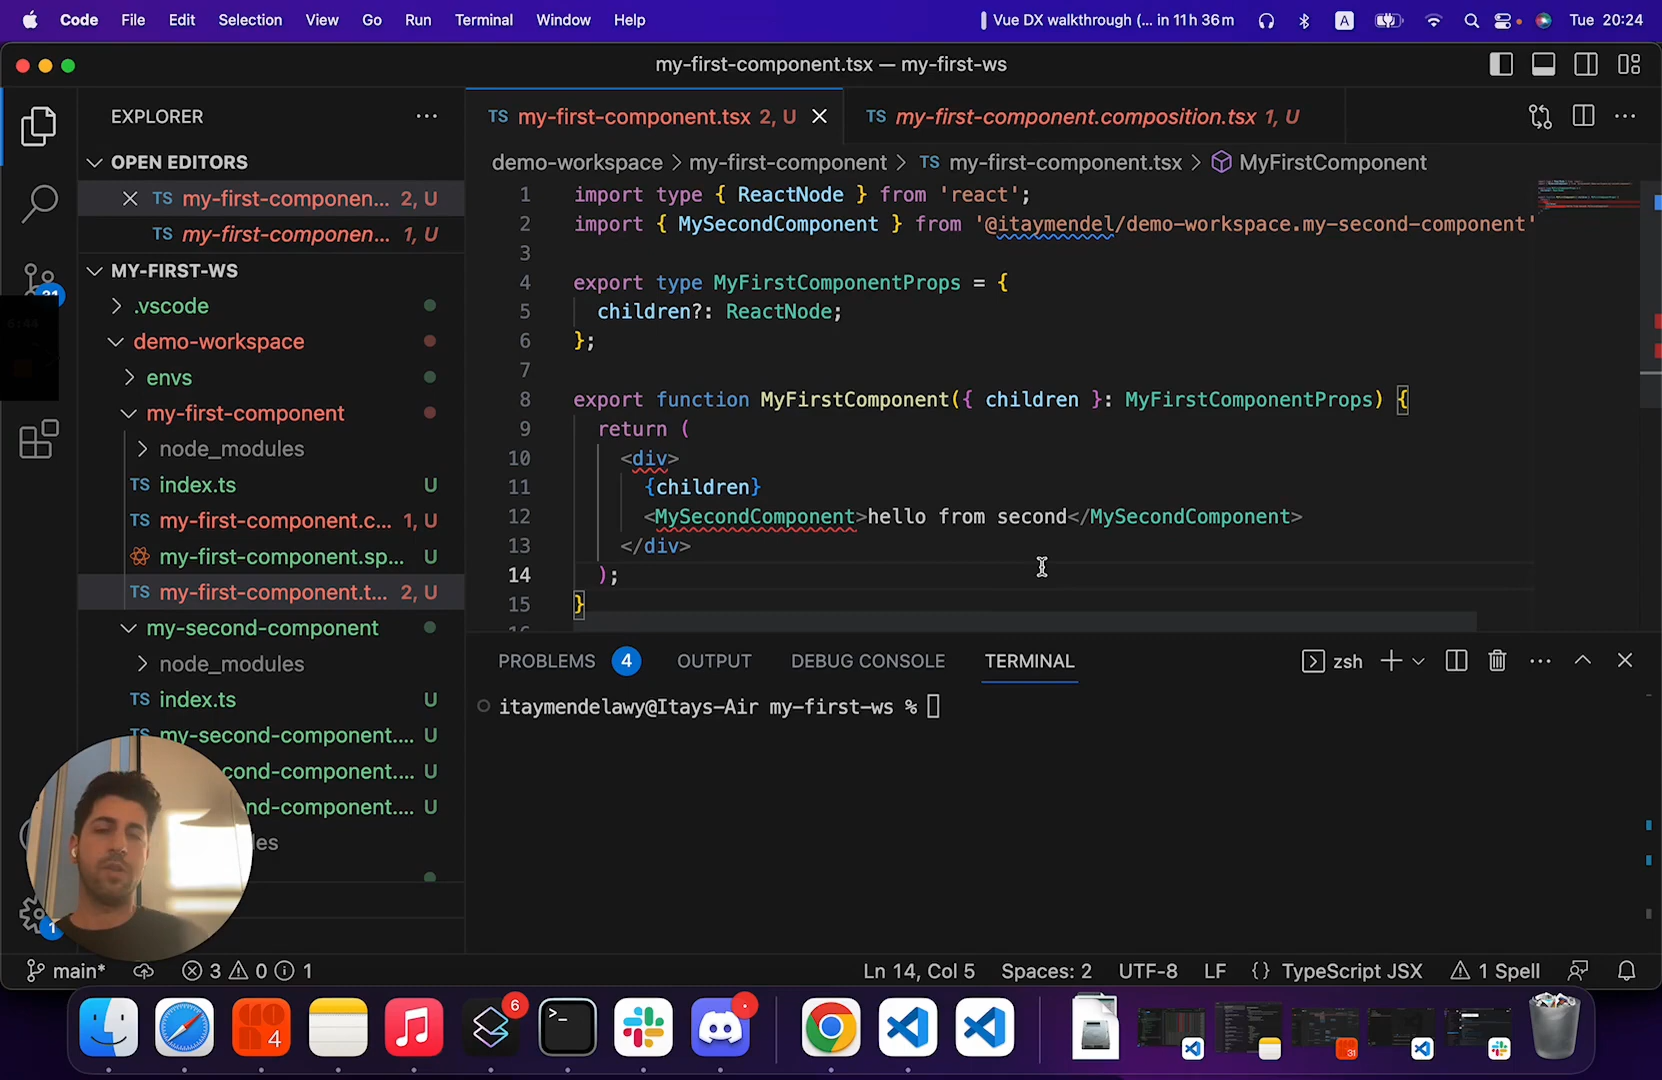 Code File Edit Selection View Go Run Terminal Window Help
Vue DX walkthrough (... in 11 h 36 m A Tue 20:24
my-first-component.tsx — my-first-ws
EXPLORER
OPEN EDITORS
TS my-first-componen... 2, U
TS my-first-componen... 1, U
MY-FIRST-WS
.vscode
demo-workspace
envs
my-first-component
node_modules
TS index.ts U
TS my-first-component.c... 1, U
my-first-component.sp... U
TS my-first-component.t... 2, U
my-second-component
node_modules
TS index.ts U
my-second-component.... U
cond-component.... U
nd-component.... U
31
1
TS my-first-component.tsx 2, U
TS my-first-component.composition.tsx 1, U
demo-workspace > my-first-component > TS my-first-component.tsx > MyFirstComponent
1 import type { ReactNode } from 'react';
2 import { MySecondComponent } from '@itaymendel/demo-workspace.my-second-component'
3
4 export type MyFirstComponentProps = {
5 children?: ReactNode;
6 };
7
8 export function MyFirstComponent({ children }: MyFirstComponentProps) {
9 return (
10 <div>
11 {children}
12 <MySecondComponent>hello from second</MySecondComponent>
13 </div>
14 );
15 }
16
PROBLEMS 4 OUTPUT DEBUG CONSOLE TERMINAL zsh
itaymendelawy@Itays-Air my-first-ws %
main* 3 0 1 Ln 14, Col 5 Spaces: 2 UTF-8 LF {} TypeScript JSX 1 Spell
4 6 31